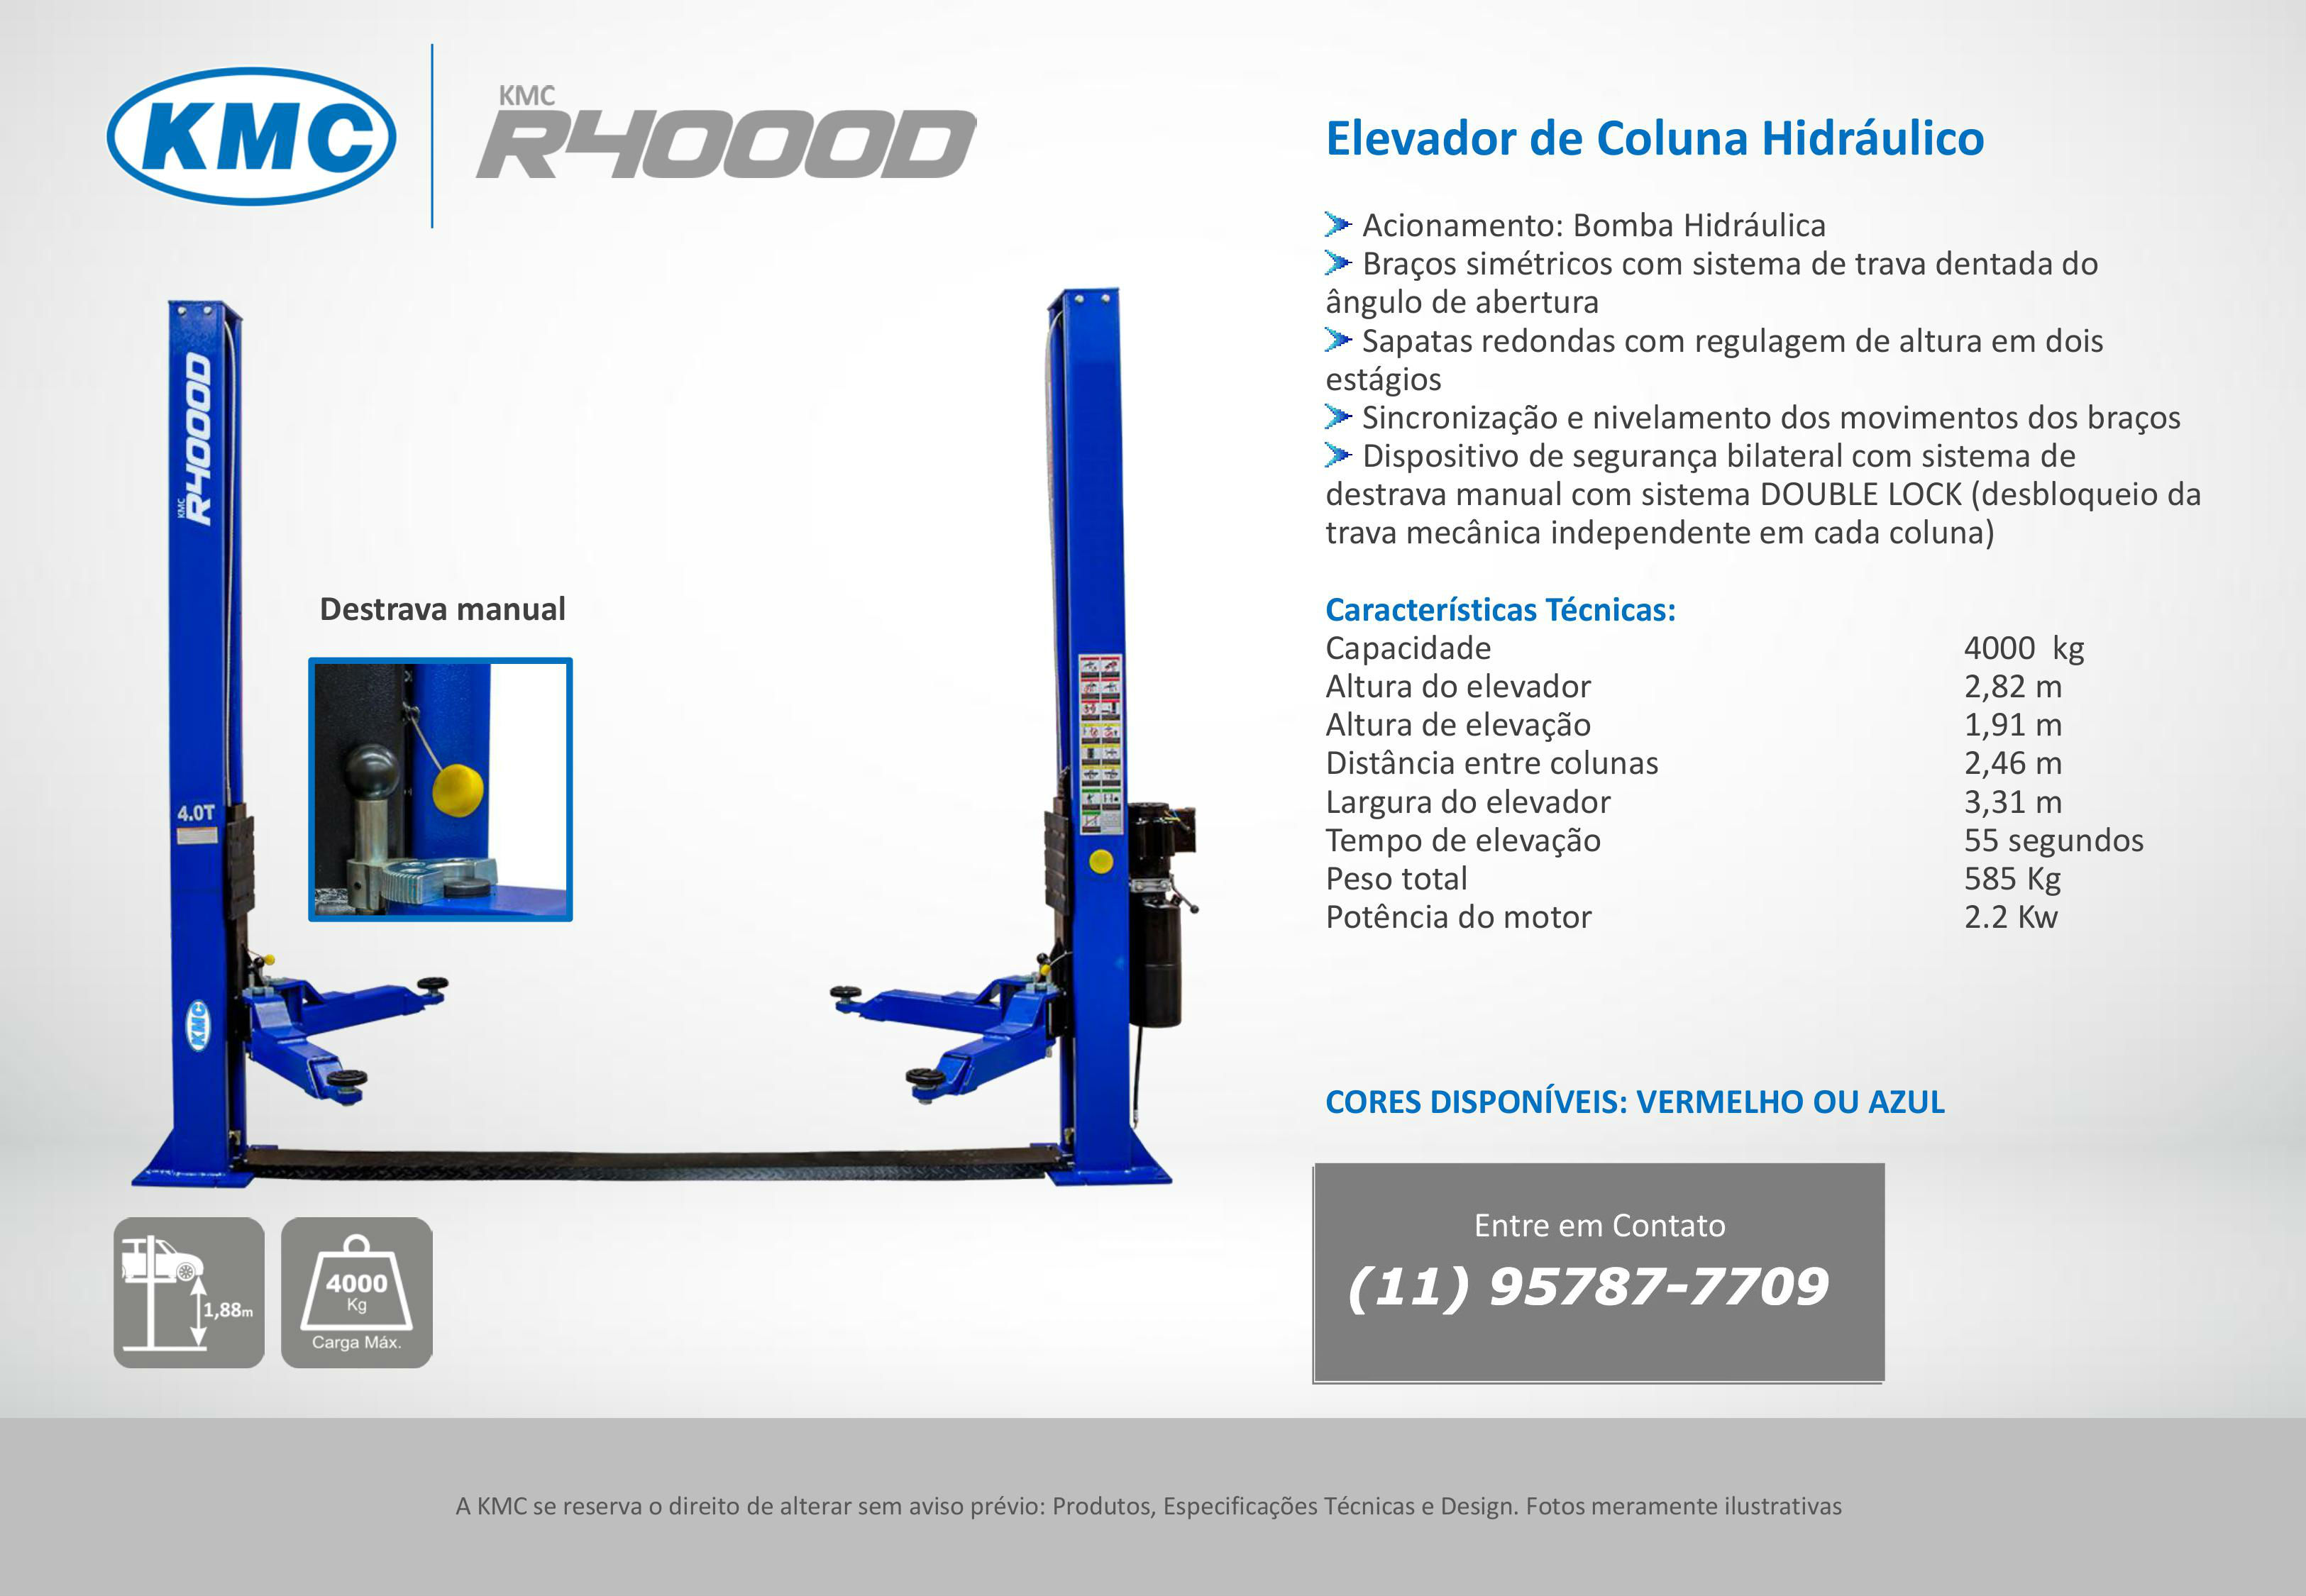 KMC
KMC
R4000D
Elevador de Coluna Hidráulico
Acionamento: Bomba Hidráulica
Braços simétricos com sistema de trava dentada do
ângulo de abertura
Sapatas redondas com regulagem de altura em dois
estágios
Sincronização e nivelamento dos movimentos dos braços
Dispositivo de segurança bilateral com sistema de
destrava manual com sistema DOUBLE LOCK (desbloqueio da
trava mecânica independente em cada coluna)
KMC
R4000D
Destrava manual
4.0T
KMC
Características Técnicas:
Capacidade 4000 kg
Altura do elevador 2,82 m
Altura de elevação 1,91 m
Distância entre colunas 2,46 m
Largura do elevador 3,31 m
Tempo de elevação 55 segundos
Peso total 585 Kg
Potência do motor 2.2 Kw
CORES DISPONÍVEIS: VERMELHO OU AZUL
1,88m
4000
Kg
Carga Máx.
Entre em Contato
(11) 95787-7709
A KMC se reserva o direito de alterar sem aviso prévio: Produtos, Especificações Técnicas e Design. Fotos meramente ilustrativas